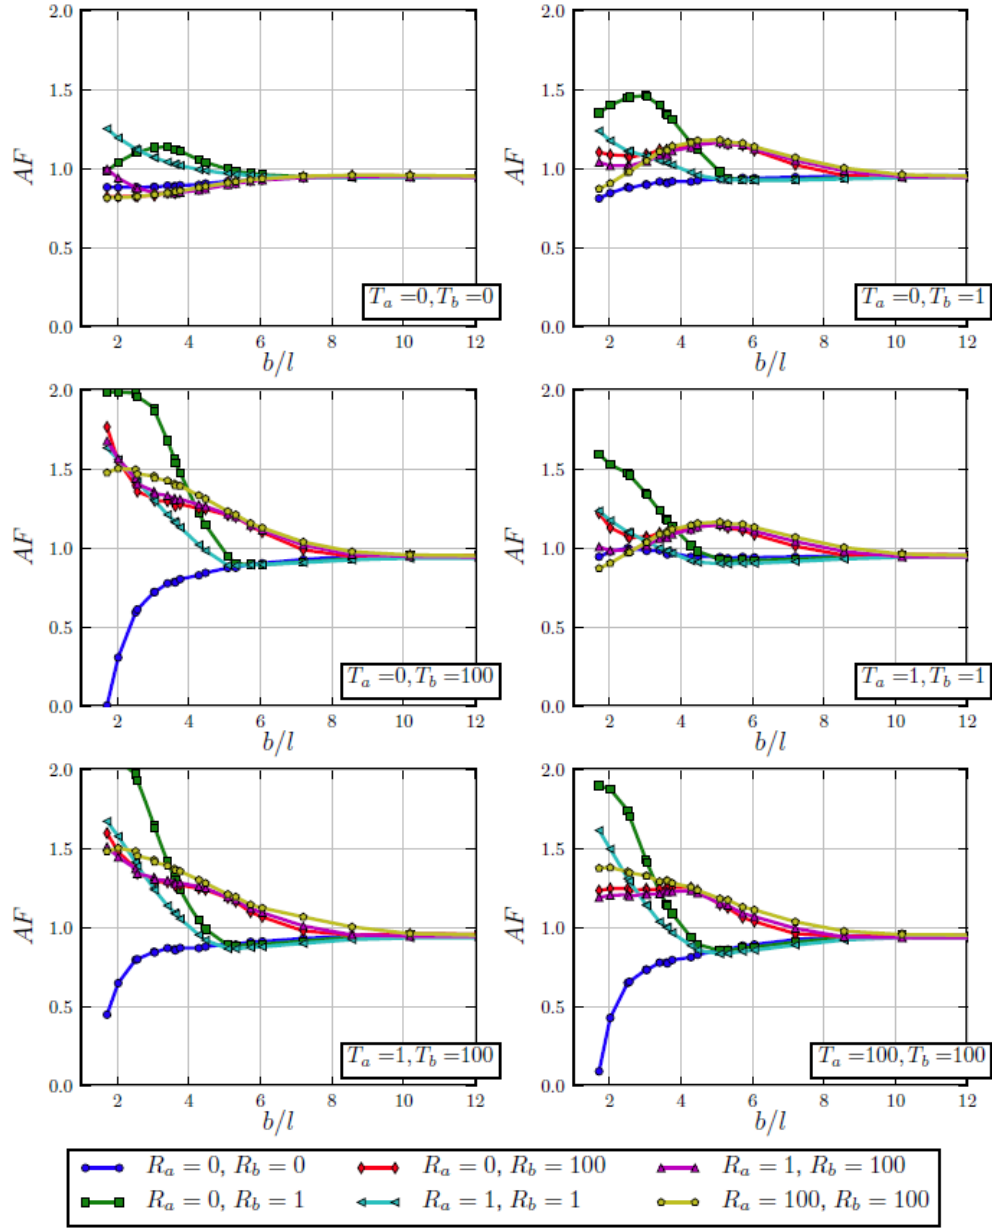 2.0
1.5
1.0
0.5
0.0
AF
2 4 6 8 10 12
b/l
T_a =0, T_b =0
2.0
1.5
1.0
0.5
0.0
AF
2 4 6 8 10 12
b/l
T_a =0, T_b =1
2.0
1.5
1.0
0.5
0.0
AF
2 4 6 8 10 12
b/l
T_a =0, T_b =100
2.0
1.5
1.0
0.5
0.0
AF
2 4 6 8 10 12
b/l
T_a =1, T_b =1
2.0
1.5
1.0
0.5
0.0
AF
2 4 6 8 10 12
b/l
T_a =1, T_b =100
2.0
1.5
1.0
0.5
0.0
AF
2 4 6 8 10 12
b/l
T_a =100, T_b =100
R_a = 0, R_b = 0
R_a = 0, R_b = 100
R_a = 1, R_b = 100
R_a = 0, R_b = 1
R_a = 1, R_b = 1
R_a = 100, R_b = 100